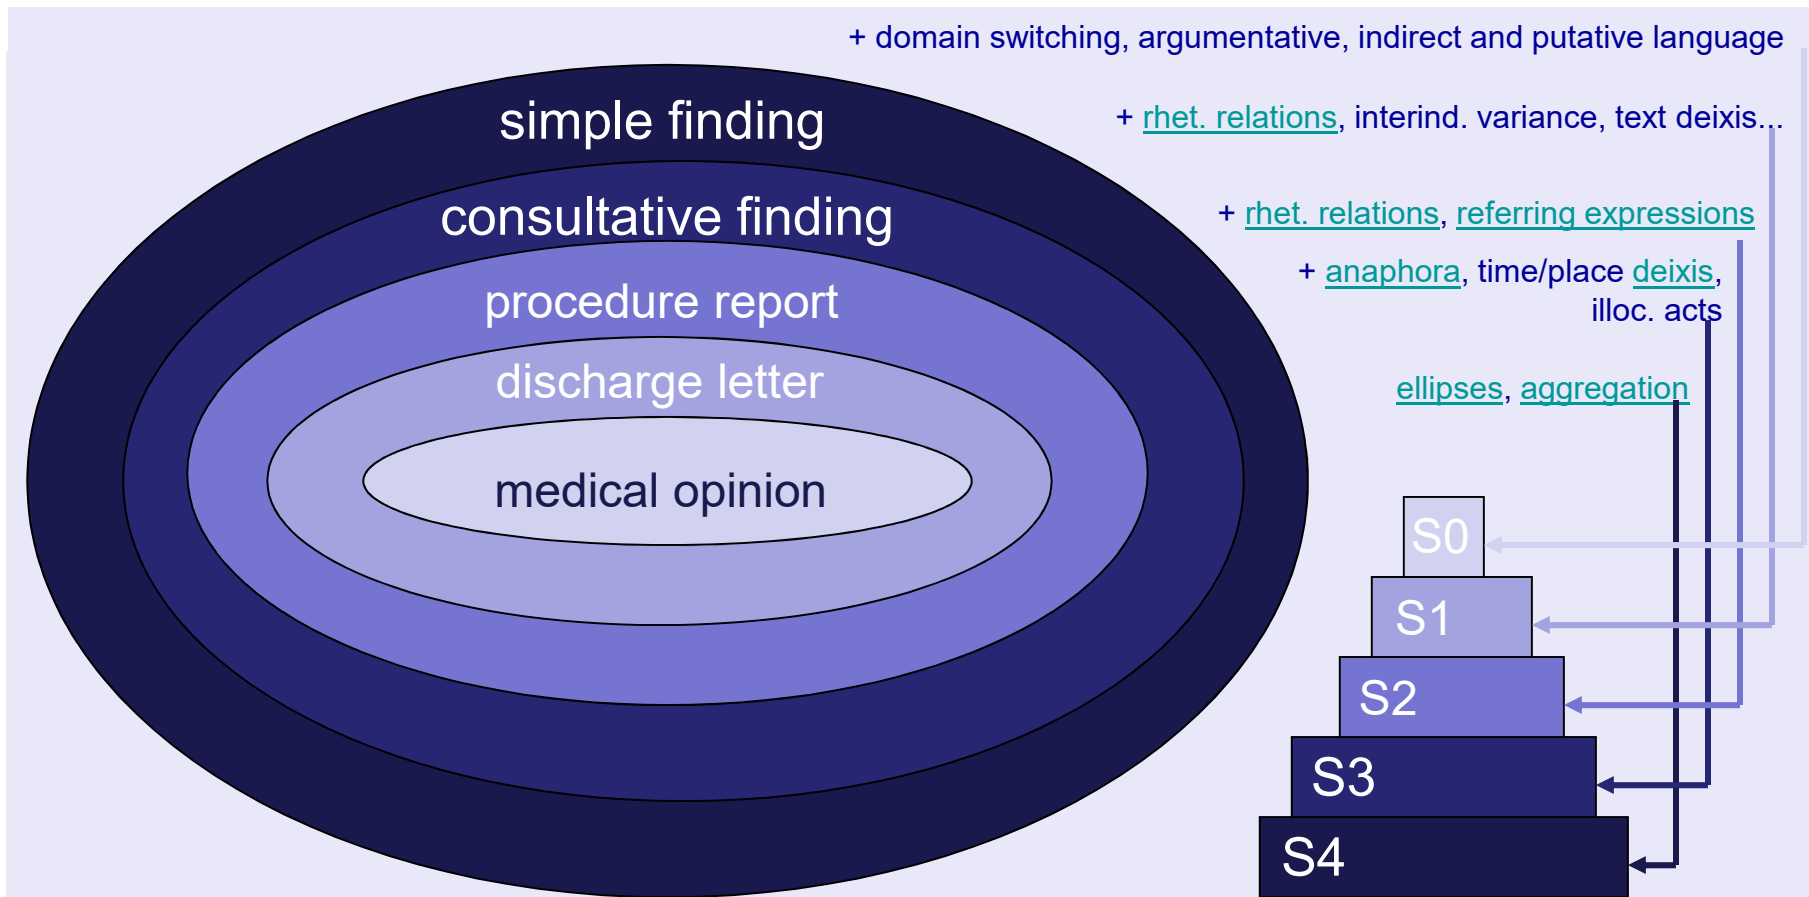 + domain switching, argumentative, indirect and putative language
simple finding
+ rhet. relations, interind. variance, text deixis...
consultative finding
+ rhet. relations, referring expressions
procedure report
+ anaphora, time/place deixis,
illoc. acts
discharge letter
ellipses, aggregation
medical opinion
S0
S1
S2
S3
S4